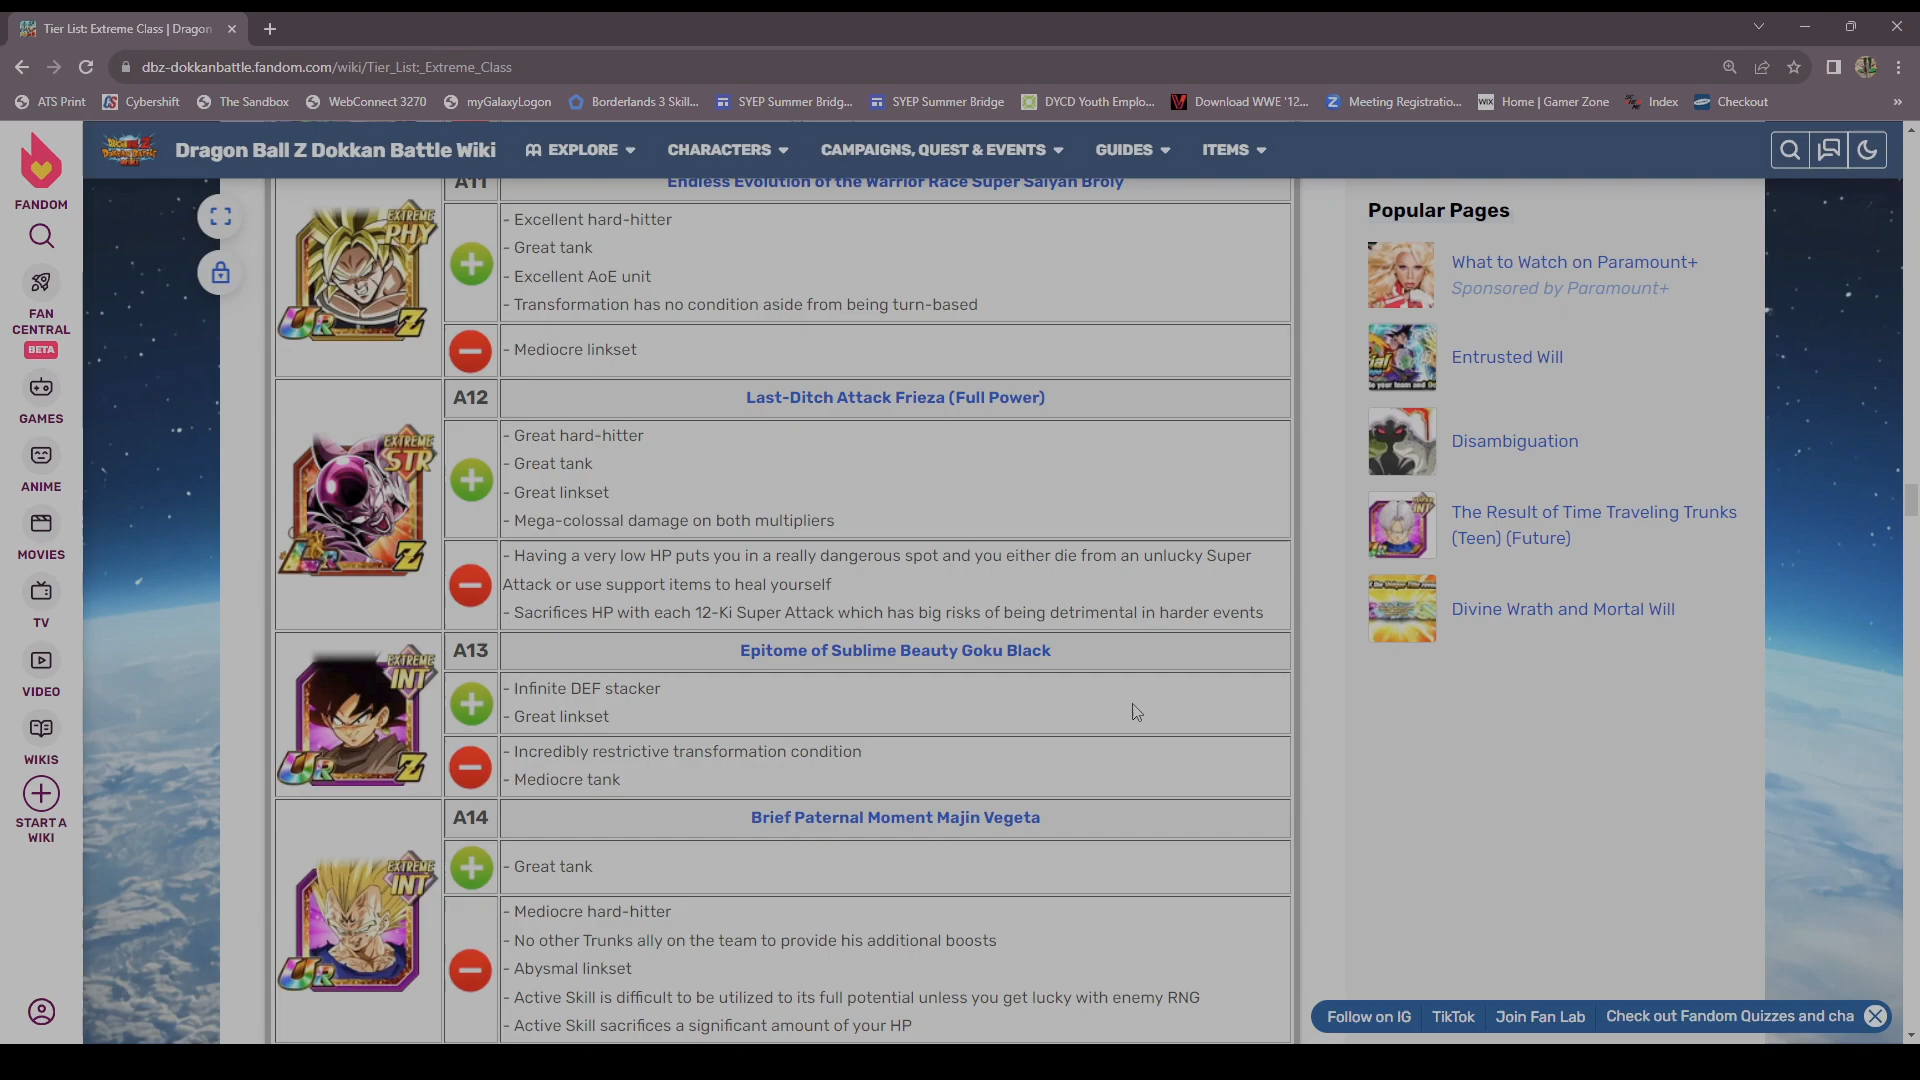 Tier List: Extreme Class | Dragon
dbz-dokkanbattle.fandom.com/wiki/Tier_List:_Extreme_Class
ATS Print
Cybershift
The Sandbox
WebConnect 3270
myGalaxyLogon
Borderlands 3 Skill...
SYEP Summer Bridg...
SYEP Summer Bridge
DYCD Youth Emplo...
Download WWE '12...
Meeting Registratio...
WIX
Home | Gamer Zone
Index
Checkout
»
FANDOM
FAN
CENTRAL
BETA
GAMES
ANIME
MOVIES
TV
VIDEO
WIKIS
START A
WIKI
Dragon Ball Z Dokkan Battle Wiki
EXPLORE
CHARACTERS
CAMPAIGNS, QUEST & EVENTS
GUIDES
ITEMS
A11
Endless Evolution of the Warrior Race Super Saiyan Broly
EXTREME
PHY
UR
Z
- Excellent hard-hitter
- Great tank
- Excellent AoE unit
- Transformation has no condition aside from being turn-based
- Mediocre linkset
A12
Last-Ditch Attack Frieza (Full Power)
EXTREME
STR
LR
Z
- Great hard-hitter
- Great tank
- Great linkset
- Mega-colossal damage on both multipliers
- Having a very low HP puts you in a really dangerous spot and you either die from an unlucky Super
Attack or use support items to heal yourself
- Sacrifices HP with each 12-Ki Super Attack which has big risks of being detrimental in harder events
A13
Epitome of Sublime Beauty Goku Black
EXTREME
INT
UR
Z
- Infinite DEF stacker
- Great linkset
- Incredibly restrictive transformation condition
- Mediocre tank
A14
Brief Paternal Moment Majin Vegeta
EXTREME
INT
UR
- Great tank
- Mediocre hard-hitter
- No other Trunks ally on the team to provide his additional boosts
- Abysmal linkset
- Active Skill is difficult to be utilized to its full potential unless you get lucky with enemy RNG
- Active Skill sacrifices a significant amount of your HP
Popular Pages
What to Watch on Paramount+
Sponsored by Paramount+
Entrusted Will
Disambiguation
The Result of Time Traveling Trunks
(Teen) (Future)
Divine Wrath and Mortal Will
Follow on IG
TikTok
Join Fan Lab
Check out Fandom Quizzes and cha